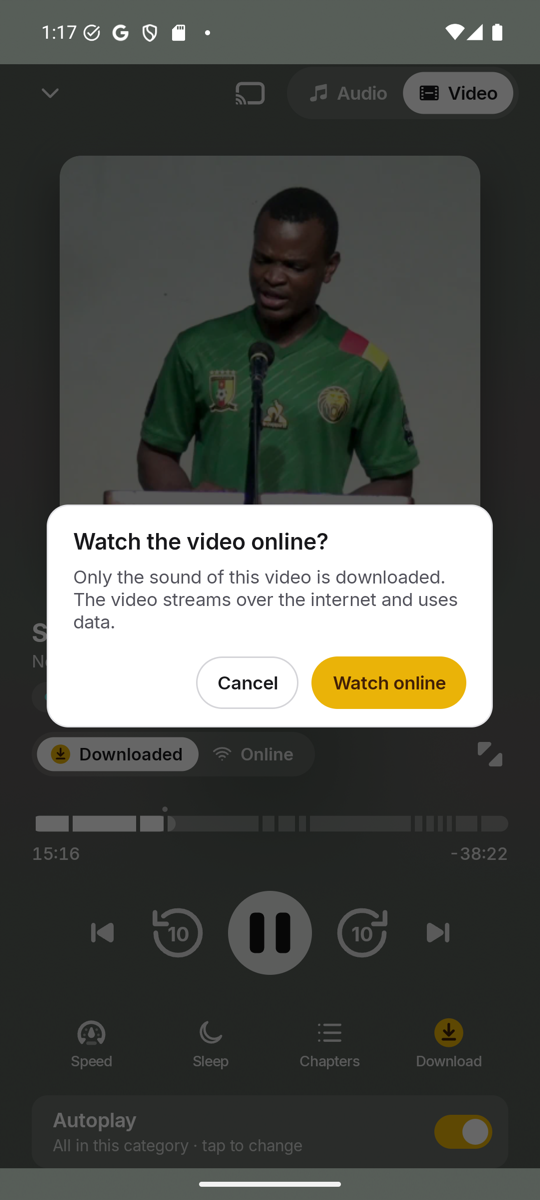 1:17
Audio
Video
Watch the video online?
Only the sound of this video is downloaded.
The video streams over the internet and uses
data.
Cancel
Watch online
Downloaded
Online
15:16
-38:22
10
10
Speed
Sleep
Chapters
Download
Autoplay
All in this category · tap to change